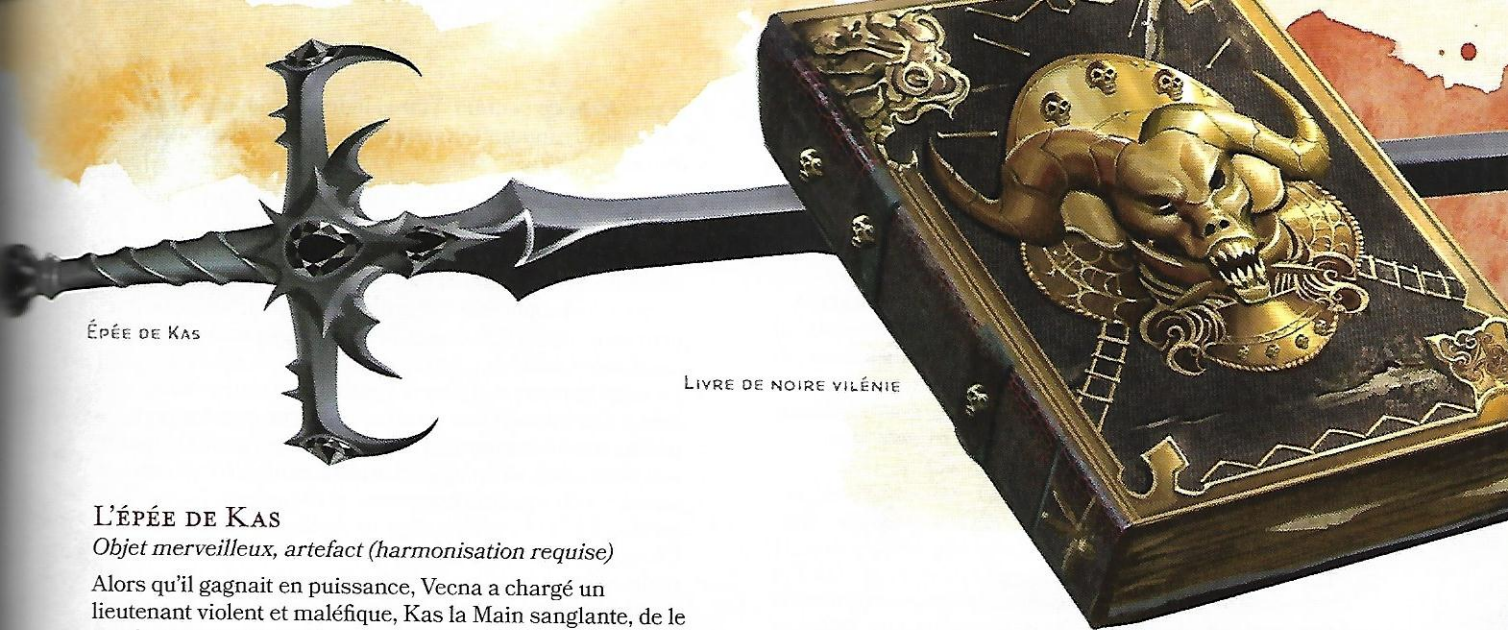 Épée de Kas
Livre de noire vilénie
L'épée de Kas
Objet merveilleux, artefact (harmonisation requise)
Alors qu'il gagnait en puissance, Vecna a chargé un
lieutenant violent et maléfique, Kas la Main sanglante, de le